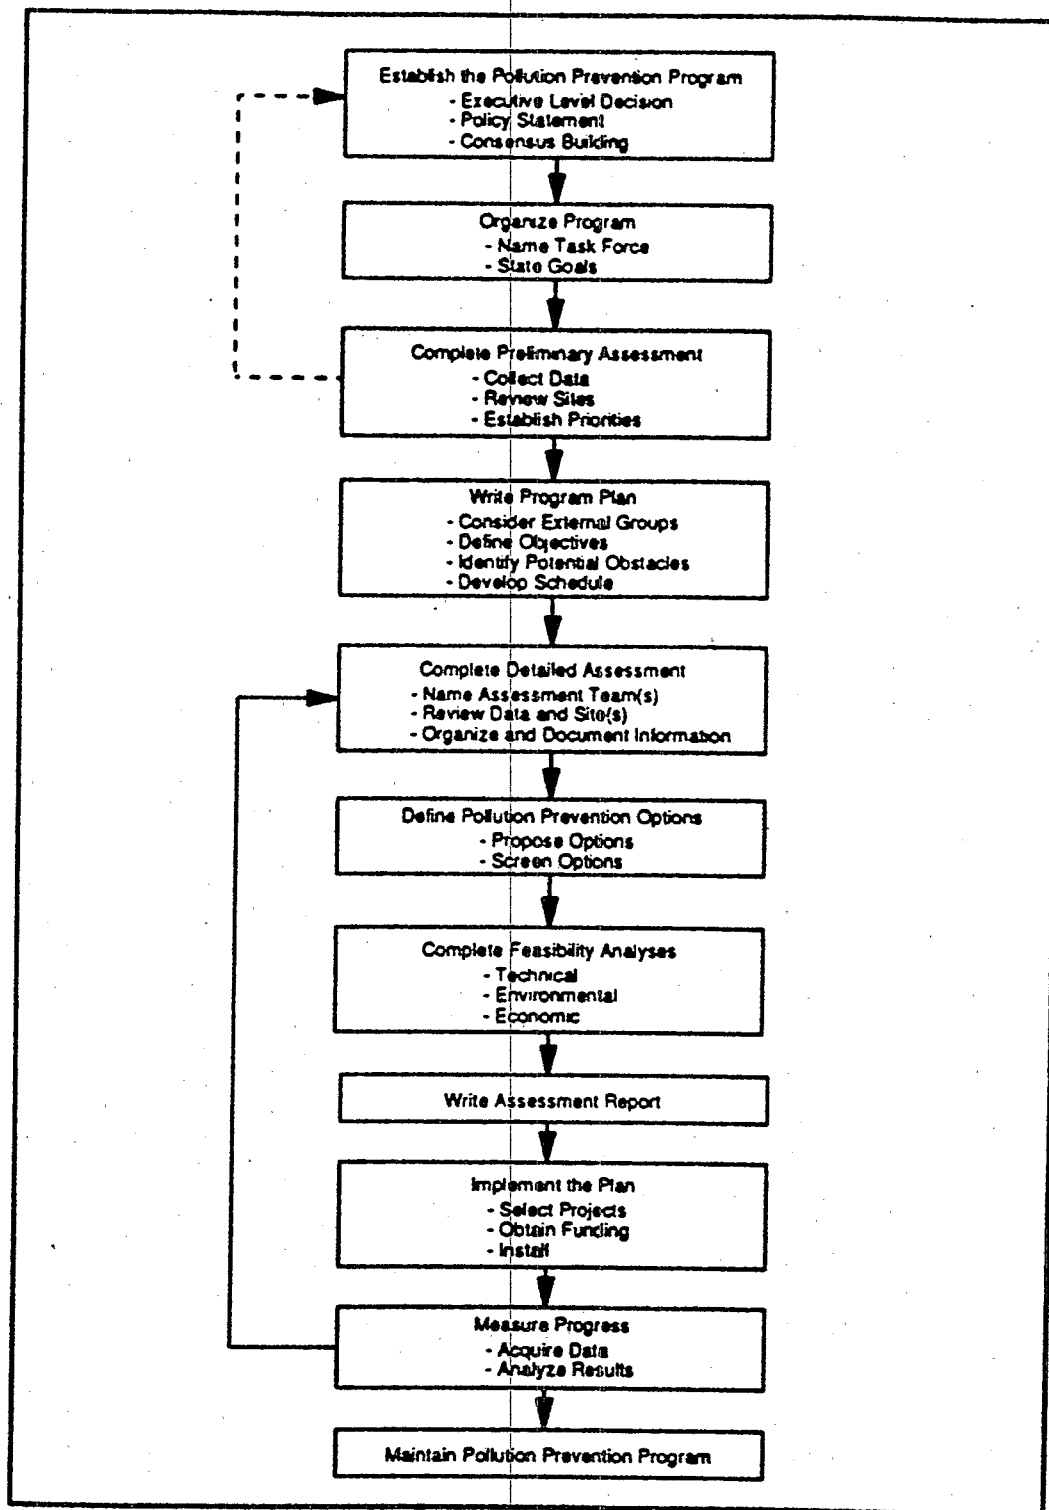 Establish the Pollution Prevention Program
- Executive Level Decision
- Policy Statement
- Consensus Building
Organize Program
- Name Task Force
- State Goals
Complete Preliminary Assessment
- Collect Data
- Review Sites
- Establish Priorities
Write Program Plan
- Consider External Groups
- Define Objectives
- Identify Potential Obstacles
- Develop Schedule
Complete Detailed Assessment
- Name Assessment Team(s)
- Review Data and Site(s)
- Organize and Document Information
Define Pollution Prevention Options
- Propose Options
- Screen Options
Complete Feasibility Analyses
- Technical
- Environmental
- Economic
Write Assessment Report
Implement the Plan
- Select Projects
- Obtain Funding
- Install
Measure Progress
- Acquire Data
- Analyze Results
Maintain Pollution Prevention Program